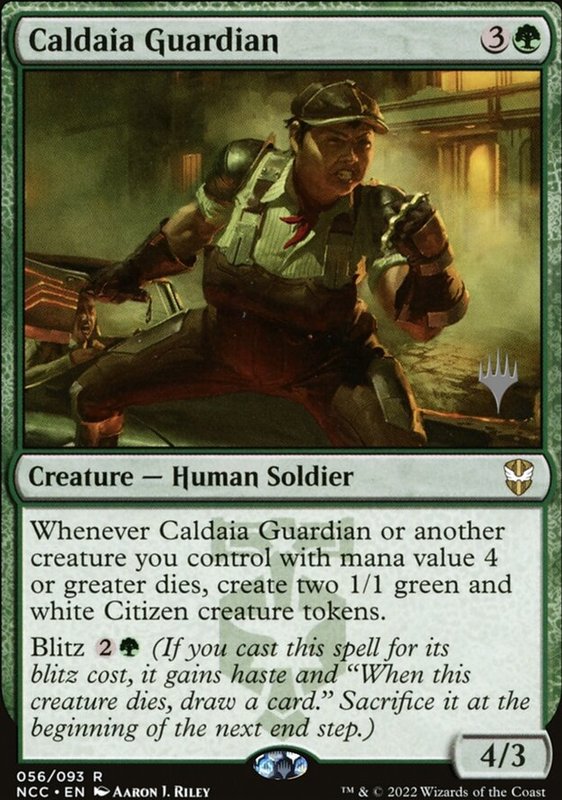 Caldaia Guardian 3
Creature — Human Soldier
Whenever Caldaia Guardian or another
creature you control with mana value 4
or greater dies, create two 1/1 green and
white Citizen creature tokens.
Blitz 2 (If you cast this spell for its
blitz cost, it gains haste and “When this
creature dies, draw a card.” Sacrifice it at the
beginning of the next end step.)
4/3
056/093 R
NCC • EN AARON J. RILEY
™ & © 2022 Wizards of the Coast